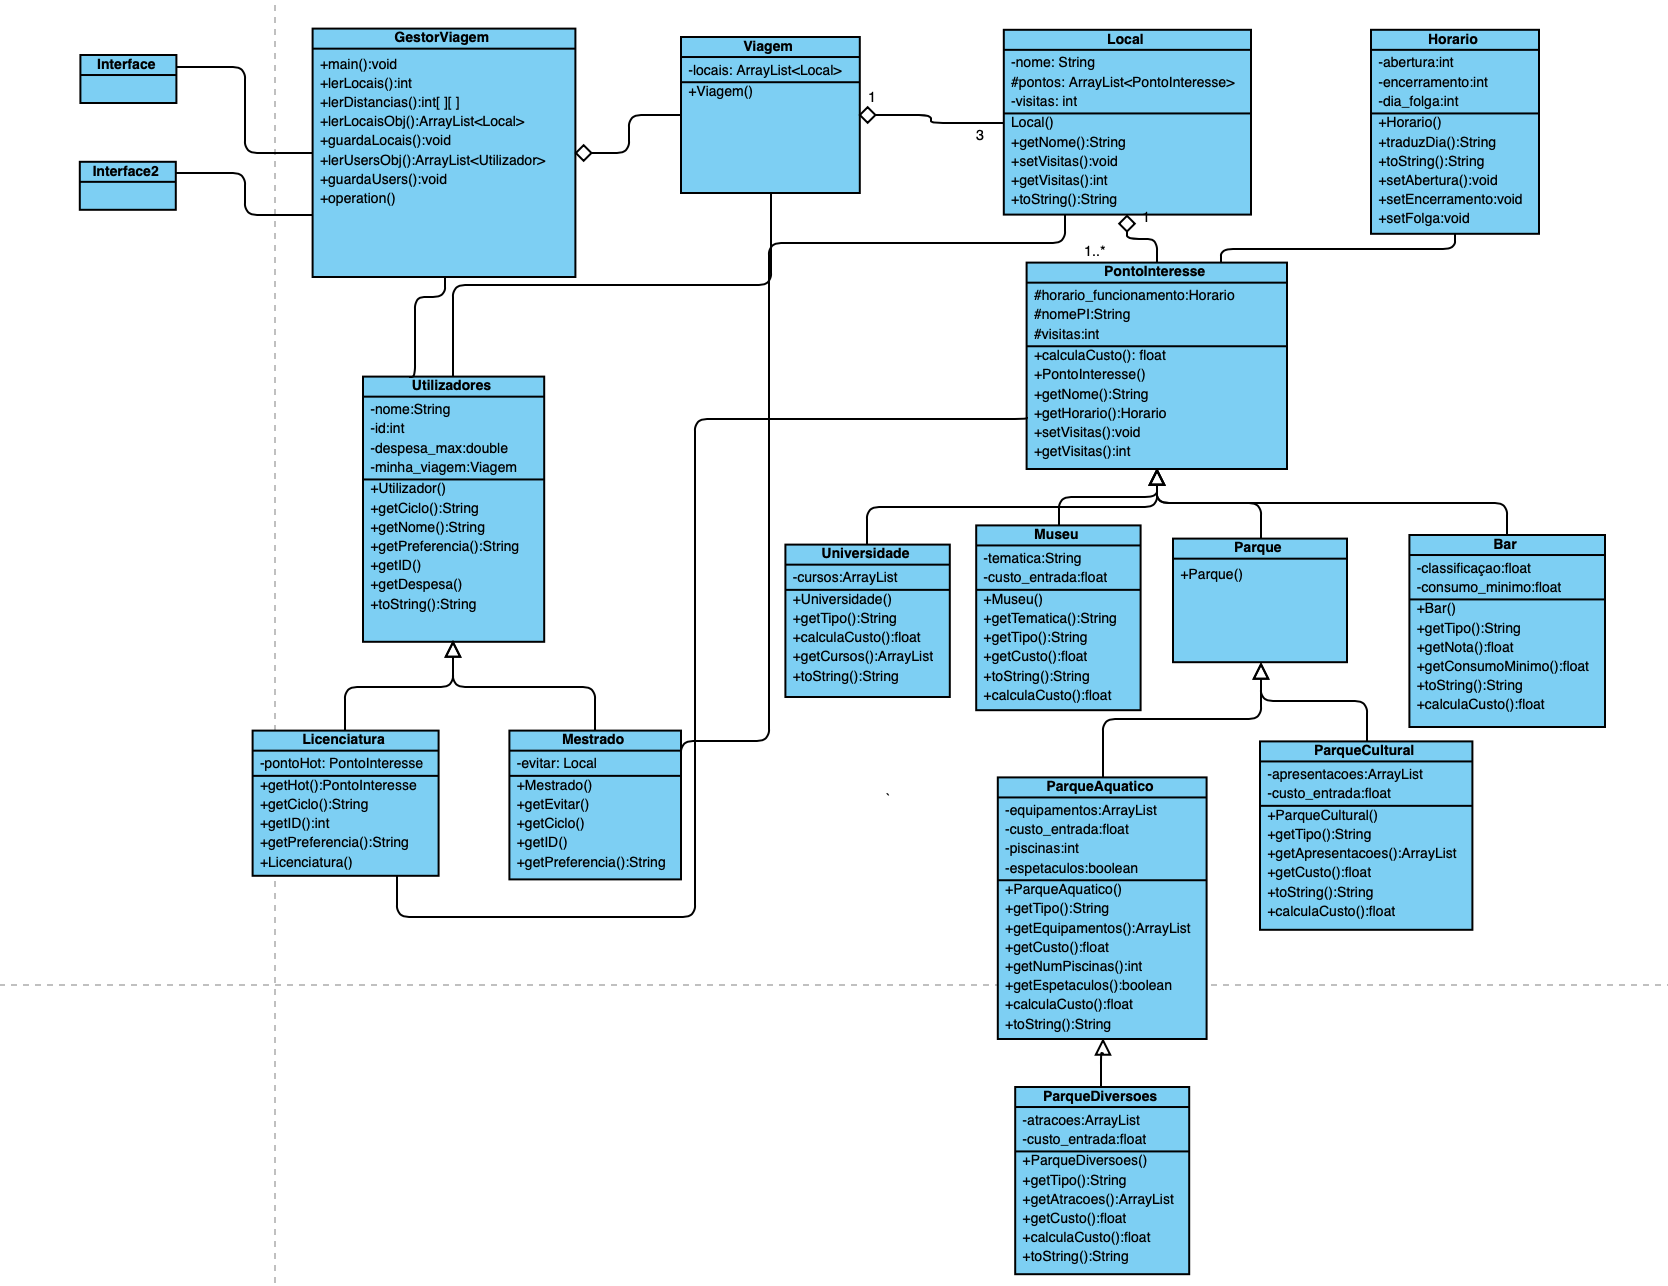 Interface
Interface2
GestorViagem
+main():void
+lerLocais():int
+lerDistancias():int[ ][ ]
+lerLocaisObj():ArrayList<Local>
+guardaLocais():void
+lerUsersObj():ArrayList<Utilizador>
+guardaUsers():void
+operation()
Viagem
-locais: ArrayList<Local>
+Viagem()
1
3
Local
-nome: String
#pontos: ArrayList<PontoInteresse>
-visitas: int
Local()
+getNome():String
+setVisitas():void
+getVisitas():int
+toString():String
1
1..*
Horario
-abertura:int
-encerramento:int
-dia_folga:int
+Horario()
+traduzDia():String
+toString():String
+setAbertura():void
+setEncerramento:void
+setFolga:void
PontoInteresse
#horario_funcionamento:Horario
#nomePI:String
#visitas:int
+calculaCusto(): float
+PontoInteresse()
+getNome():String
+getHorario():Horario
+setVisitas():void
+getVisitas():int
Utilizadores
-nome:String
-id:int
-despesa_max:double
-minha_viagem:Viagem
+Utilizador()
+getCiclo():String
+getNome():String
+getPreferencia():String
+getID()
+getDespesa()
+toString():String
Universidade
-cursos:ArrayList
+Universidade()
+getTipo():String
+calculaCusto():float
+getCursos():ArrayList
+toString():String
Museu
-tematica:String
-custo_entrada:float
+Museu()
+getTematica():String
+getTipo():String
+getCusto():float
+toString():String
+calculaCusto():float
Parque
+Parque()
Bar
-classificaçao:float
-consumo_minimo:float
+Bar()
+getTipo():String
+getNota():float
+getConsumoMinimo():float
+toString():String
+calculaCusto():float
Licenciatura
-pontoHot: PontoInteresse
+getHot():PontoInteresse
+getCiclo():String
+getID():int
+getPreferencia():String
+Licenciatura()
Mestrado
-evitar: Local
+Mestrado()
+getEvitar()
+getCiclo()
+getID()
+getPreferencia():String
`
ParqueAquatico
-equipamentos:ArrayList
-custo_entrada:float
-piscinas:int
-espetaculos:boolean
+ParqueAquatico()
+getTipo():String
+getEquipamentos():ArrayList
+getCusto():float
+getNumPiscinas():int
+getEspetaculos():boolean
+calculaCusto():float
+toString():String
ParqueCultural
-apresentacoes:ArrayList
-custo_entrada:float
+ParqueCultural()
+getTipo():String
+getApresentacoes():ArrayList
+getCusto():float
+toString():String
+calculaCusto():float
ParqueDiversoes
-atracoes:ArrayList
-custo_entrada:float
+ParqueDiversoes()
+getTipo():String
+getAtracoes():ArrayList
+getCusto():float
+calculaCusto():float
+toString():String